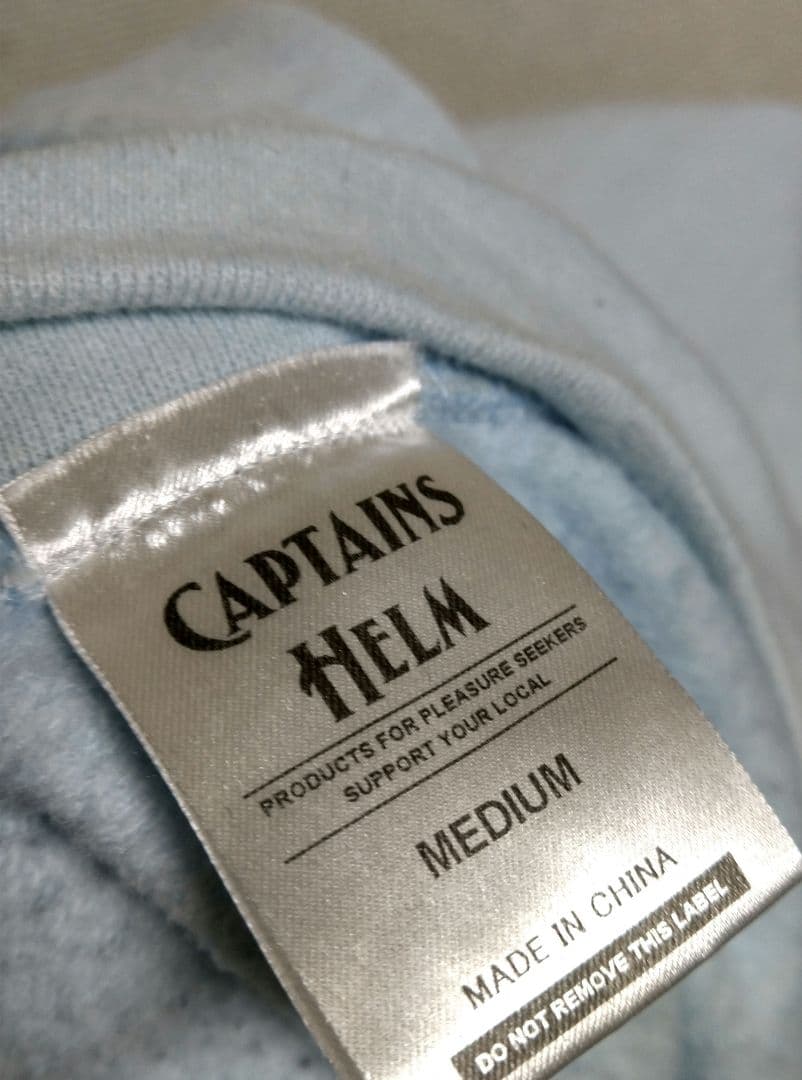 CAPTAINS
HELM
PRODUCTS FOR PLEASURE SEEKERS
SUPPORT YOUR LOCAL
MEDIUM
MADE IN CHINA
DO NOT REMOVE THIS LABEL